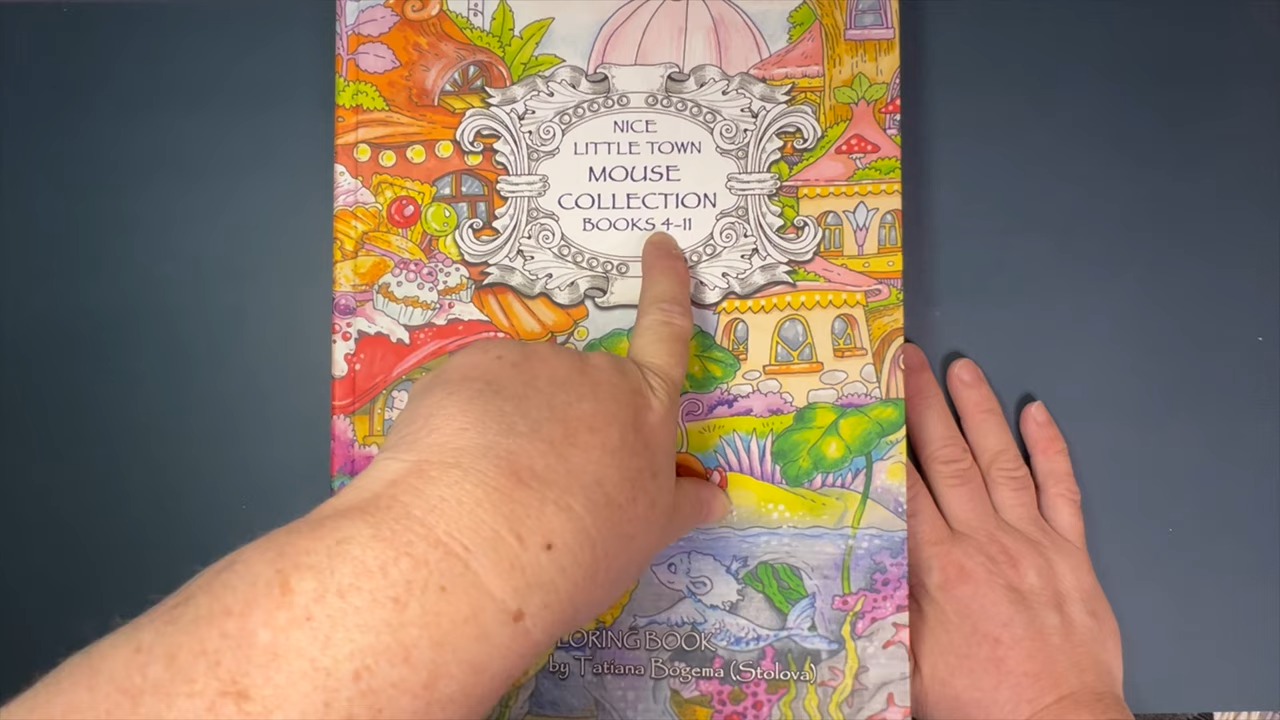 NICE
LITTLE TOWN
MOUSE
COLLECTION
BOOKS 4-11
LORING BOOK
by Tatiana Bogema (Stolova)